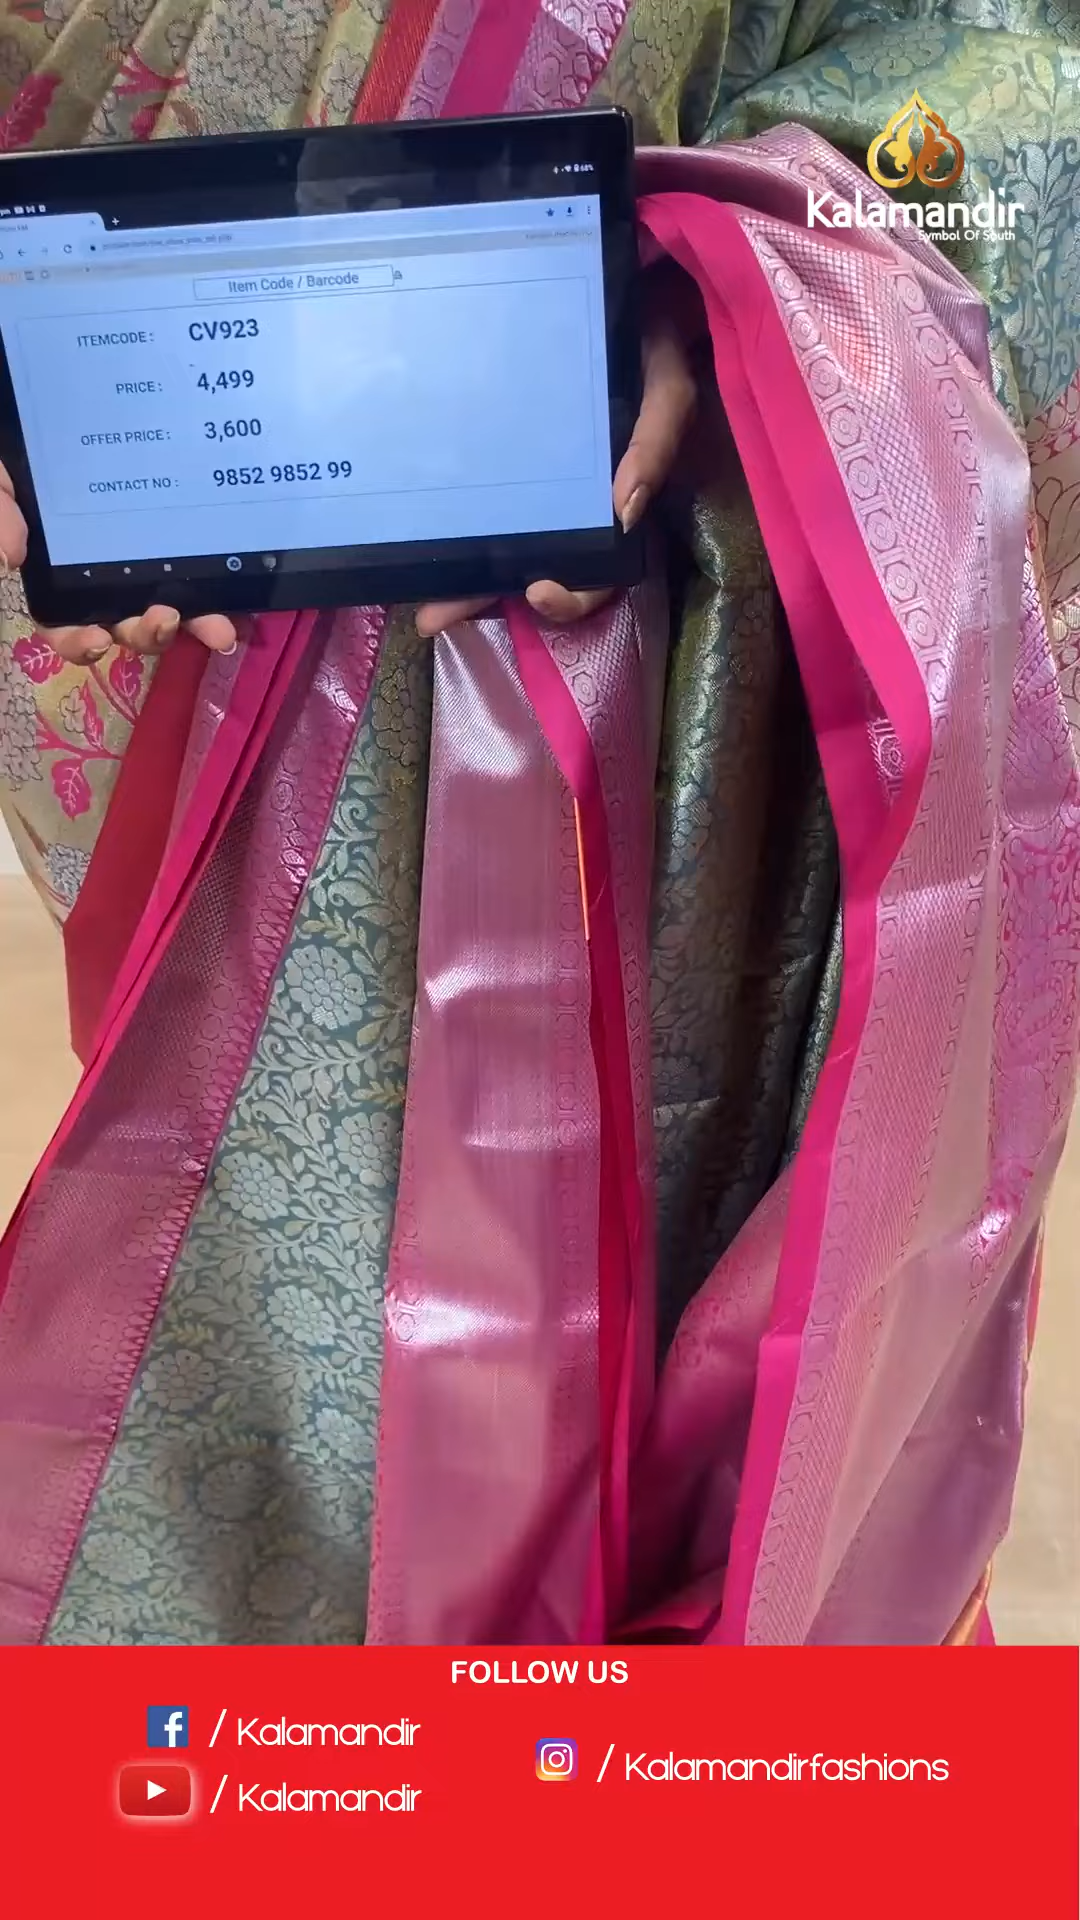 Kalamandir
Symbol Of South
68%
Item Code / Barcode
ITEMCODE : CV923
PRICE : 4,499
OFFER PRICE : 3,600
CONTACT NO : 9852 9852 99
FOLLOW US
/ Kalamandir
/ Kalamandirfashions
/ Kalamandir